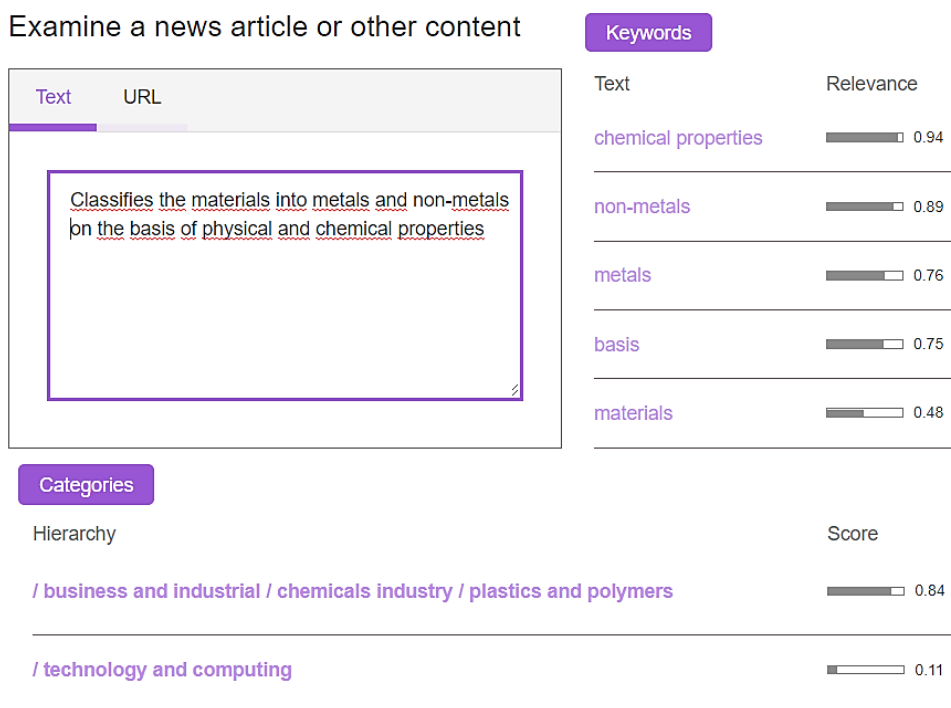 Examine a news article or other content
Text URL
Classifies the materials into metals and non-metals
on the basis of physical and chemical properties
Keywords
Text Relevance
chemical properties 0.94
non-metals 0.89
metals 0.76
basis 0.75
materials 0.48
Categories
Hierarchy Score
/ business and industrial / chemicals industry / plastics and polymers 0.84
/ technology and computing 0.11